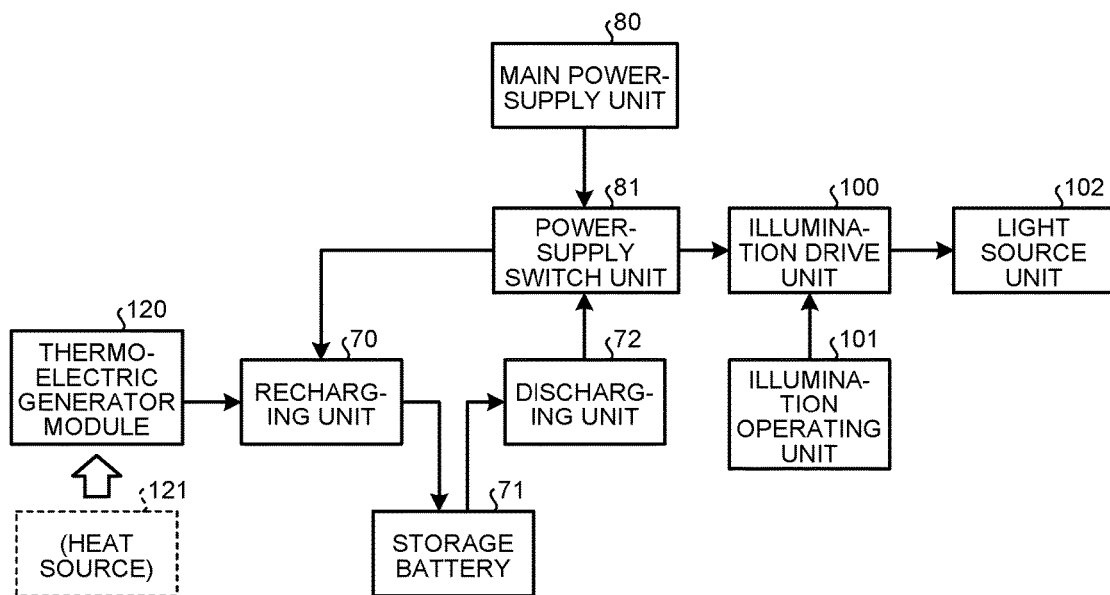 80
MAIN POWER-
SUPPLY UNIT
81
POWER-
SUPPLY
SWITCH UNIT
100
ILLUMINA-
TION DRIVE
UNIT
102
LIGHT
SOURCE
UNIT
120
THERMO-
ELECTRIC
GENERATOR
MODULE
70
RECHARG-
ING UNIT
72
DISCHARG-
ING UNIT
101
ILLUMINA-
TION
OPERATING
UNIT
121
(HEAT
SOURCE)
71
STORAGE
BATTERY